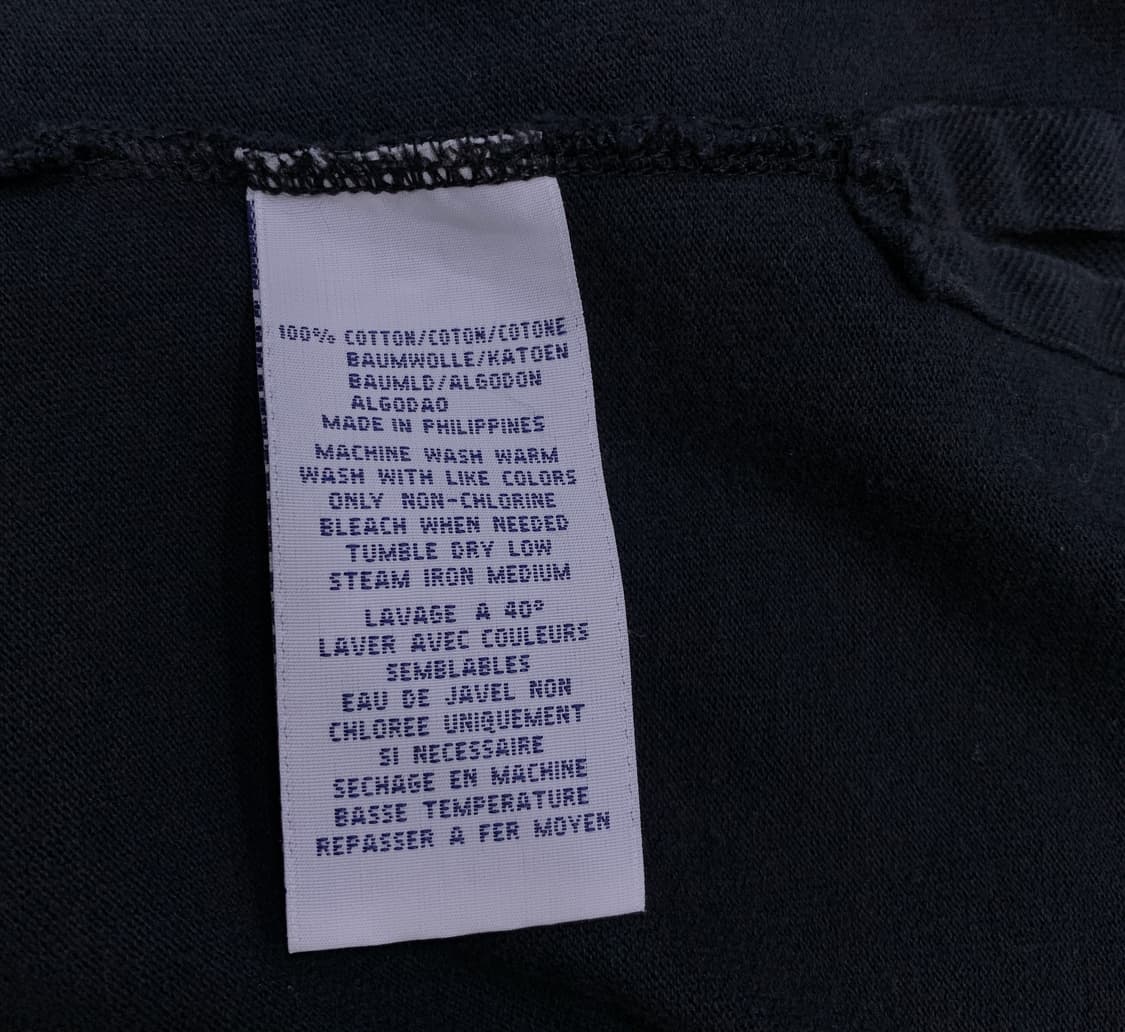 100% COTTON/COTON/COTONE
BAUMWOLLE/KATOEN
BAUMLD/ALGODON
ALGODAO
MADE IN PHILIPPINES
MACHINE WASH WARM
WASH WITH LIKE COLORS
ONLY NON-CHLORINE
BLEACH WHEN NEEDED
TUMBLE DRY LOW
STEAM IRON MEDIUM
LAVAGE A 40°
LAVER AVEC COULEURS
SEMBLABLES
EAU DE JAVEL NON
CHLOREE UNIQUEMENT
SI NECESSAIRE
SECHAGE EN MACHINE
BASSE TEMPERATURE
REPASSER A FER MOYEN